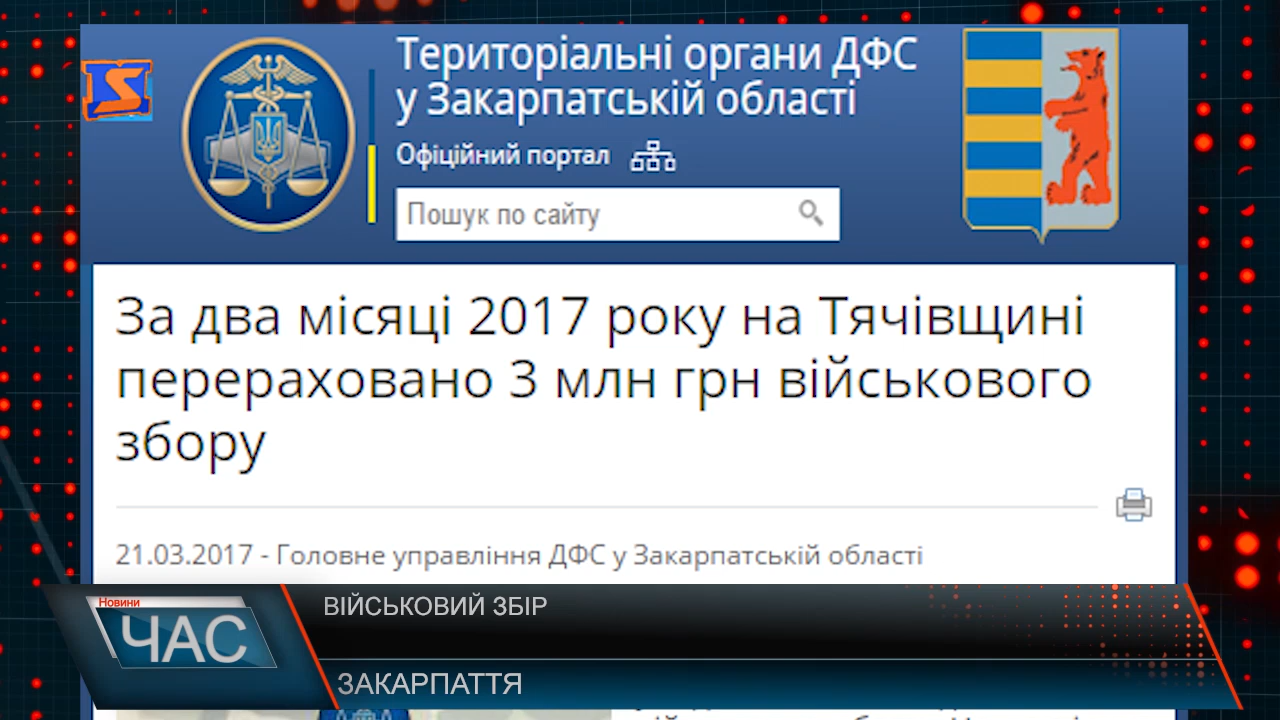 Територіальні органи ДФС
у Закарпатській області
Офіційний портал
Пошук по сайту
За два місяці 2017 року на Тячівщині
перераховано 3 млн грн військового
збору
21.03.2017 - Головне управління ДФС у Закарпатській області
Новини
ЧАС
ВІЙСЬКОВИЙ ЗБІР
ЗАКАРПАТТЯ